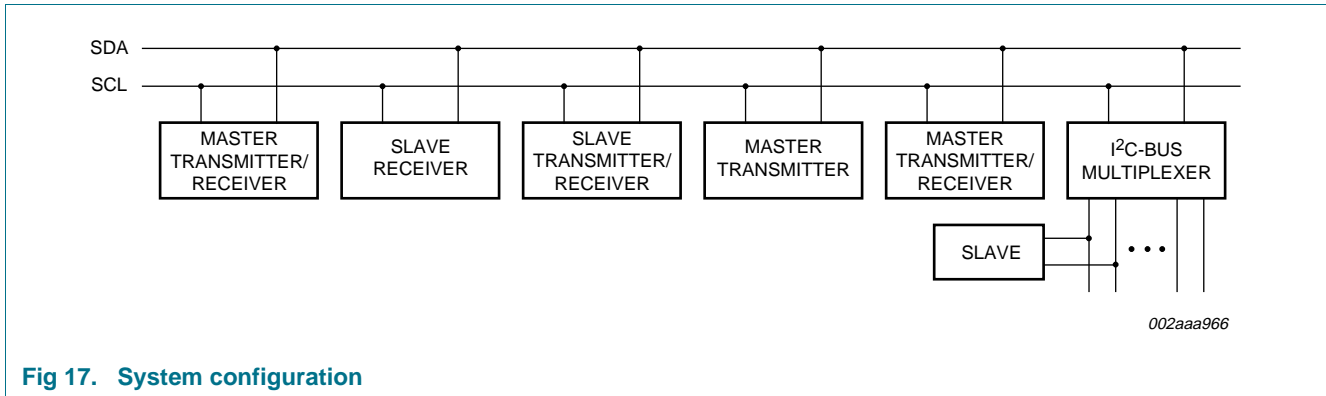 SDA
SCL
MASTER
TRANSMITTER/
RECEIVER
SLAVE
RECEIVER
SLAVE
TRANSMITTER/
RECEIVER
MASTER
TRANSMITTER
MASTER
TRANSMITTER/
RECEIVER
I²C-BUS
MULTIPLEXER
SLAVE
002aaa966
Fig 17. System configuration